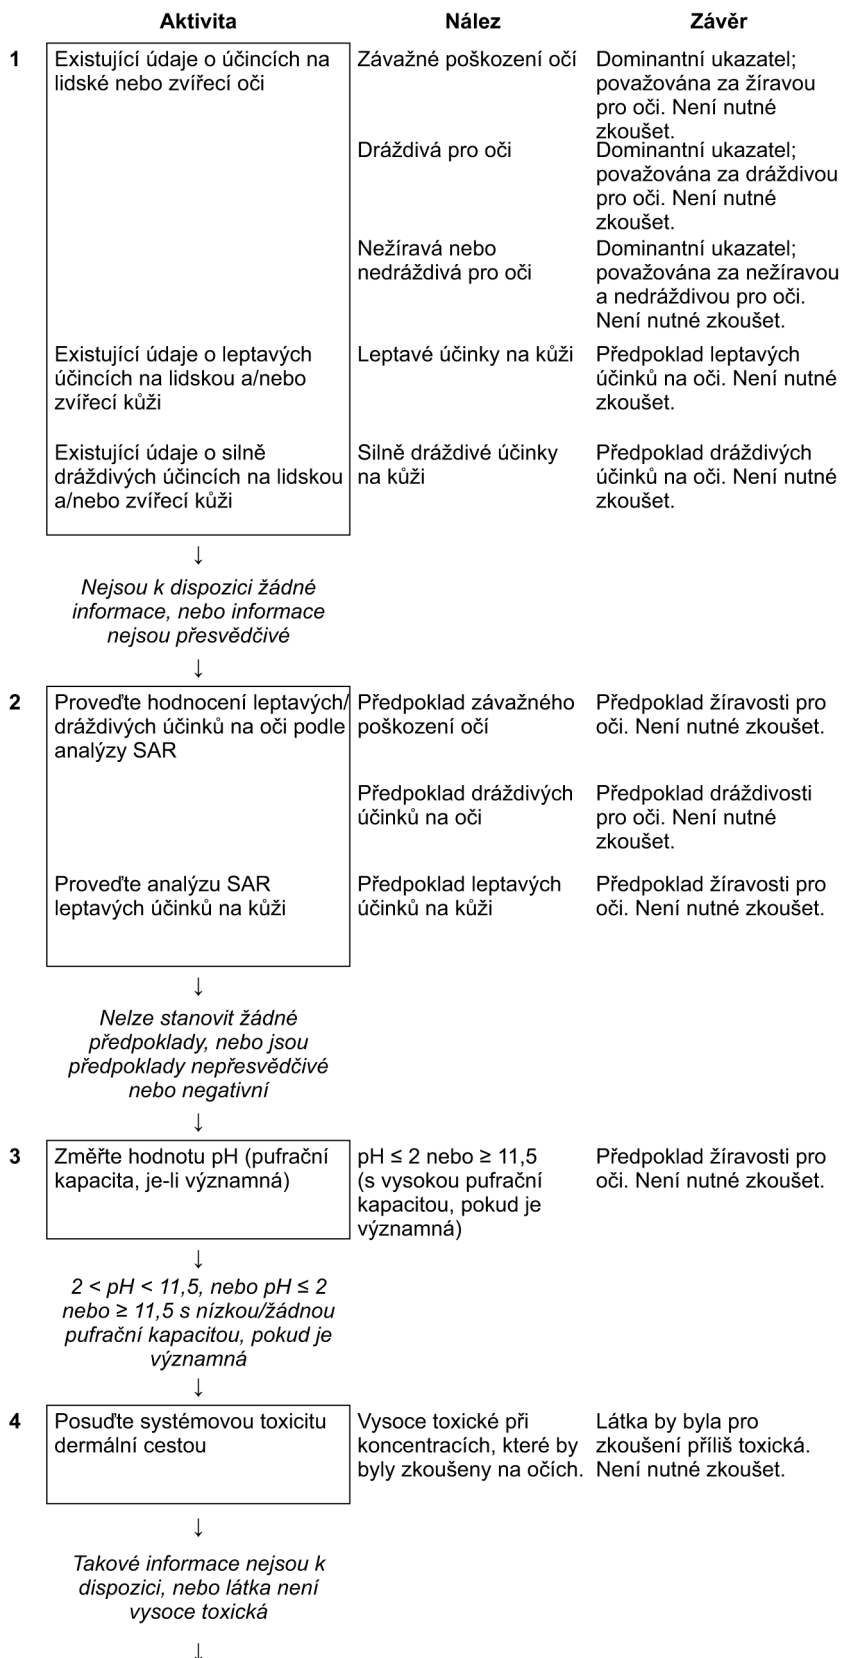 Aktivita Nález Závěr
1 Existující údaje o účincích na Závažné poškození očí Dominantní ukazatel;
lidské nebo zvířecí oči považována za žíravou
pro oči. Není nutné
zkoušet.
Dráždivá pro oči Dominantní ukazatel;
považována za dráždivou
pro oči. Není nutné
zkoušet.
Nežíravá nebo Dominantní ukazatel;
nedráždivá pro oči považována za nežíravou
a nedráždivou pro oči.
Není nutné zkoušet.
Existující údaje o leptavých Leptavé účinky na kůži Předpoklad leptavých
účincích na lidskou a/nebo účinků na oči. Není nutné
zvířecí kůži zkoušet.
Existující údaje o silně Silně dráždivé účinky Předpoklad dráždivých
dráždivých účincích na lidskou na kůži účinků na oči. Není nutné
a/nebo zvířecí kůži zkoušet.
↓
Nejsou k dispozici žádné
informace, nebo informace
nejsou přesvědčivé
↓
2 Proveďte hodnocení leptavých/ Předpoklad závažného Předpoklad žíravosti pro
dráždivých účinků na oči podle poškození očí oči. Není nutné zkoušet.
analýzy SAR
Předpoklad dráždivých Předpoklad dráždivosti
účinků na oči pro oči. Není nutné
zkoušet.
Proveďte analýzu SAR Předpoklad leptavých Předpoklad žíravosti pro
leptavých účinků na kůži účinků na kůži oči. Není nutné zkoušet.
↓
Nelze stanovit žádné
předpoklady, nebo jsou
předpoklady nepřesvědčivé
nebo negativní
↓
3 Změřte hodnotu pH (pufrační pH ≤ 2 nebo ≥ 11,5 Předpoklad žíravosti pro
kapacita, je-li významná) (s vysokou pufrační oči. Není nutné zkoušet.
kapacitou, pokud je
významná)
↓
2 < pH < 11,5, nebo pH ≤ 2
nebo ≥ 11,5 s nízkou/žádnou
pufrační kapacitou, pokud je
významná
↓
4 Posuďte systémovou toxicitu Vysoce toxické při Látka by byla pro
dermální cestou koncentracích, které by zkoušení příliš toxická.
byly zkoušeny na očích. Není nutné zkoušet.
↓
Takové informace nejsou k
dispozici, nebo látka není
vysoce toxická
↓